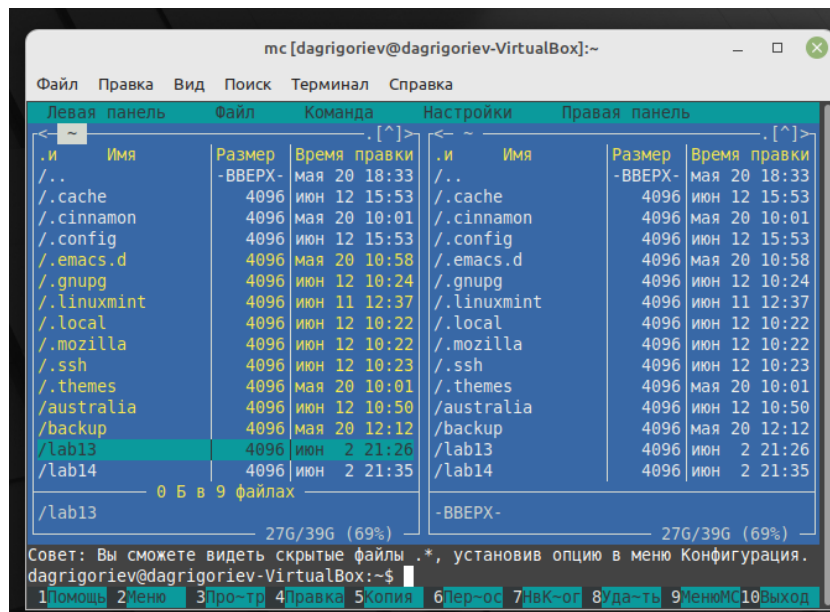 mc [dagrigoriev@dagrigoriev-VirtualBox]:~
Файл Правка Вид Поиск Терминал Справка
Левая панель Файл Команда Настройки Правая панель
<— ~ .[^]> <— ~ .[^]>
.и Имя Размер Время правки .и Имя Размер Время правки
/.. -ВВЕРХ- мая 20 18:33 /.. -ВВЕРХ- мая 20 18:33
/.cache 4096 июн 12 15:53 /.cache 4096 июн 12 15:53
/.cinnamon 4096 мая 20 10:01 /.cinnamon 4096 мая 20 10:01
/.config 4096 июн 12 15:53 /.config 4096 июн 12 15:53
/.emacs.d 4096 мая 20 10:58 /.emacs.d 4096 мая 20 10:58
/.gnupg 4096 июн 12 10:24 /.gnupg 4096 июн 12 10:24
/.linuxmint 4096 июн 11 12:37 /.linuxmint 4096 июн 11 12:37
/.local 4096 июн 12 10:22 /.local 4096 июн 12 10:22
/.mozilla 4096 июн 12 10:22 /.mozilla 4096 июн 12 10:22
/.ssh 4096 июн 12 10:23 /.ssh 4096 июн 12 10:23
/.themes 4096 мая 20 10:01 /.themes 4096 мая 20 10:01
/australia 4096 июн 12 10:50 /australia 4096 июн 12 10:50
/backup 4096 мая 20 12:12 /backup 4096 мая 20 12:12
/lab13 4096 июн 2 21:26 /lab13 4096 июн 2 21:26
/lab14 4096 июн 2 21:35 /lab14 4096 июн 2 21:35
0 Б в 9 файлах
/lab13 -ВВЕРХ-
27G/39G (69%) 27G/39G (69%)
Совет: Вы сможете видеть скрытые файлы .*, установив опцию в меню Конфигурация.
dagrigoriev@dagrigoriev-VirtualBox:~$
1Помощь 2Меню 3Про~тр 4Правка 5Копия 6Пер~ос 7НвК~ог 8Уда~ть 9МенюМС 10Выход